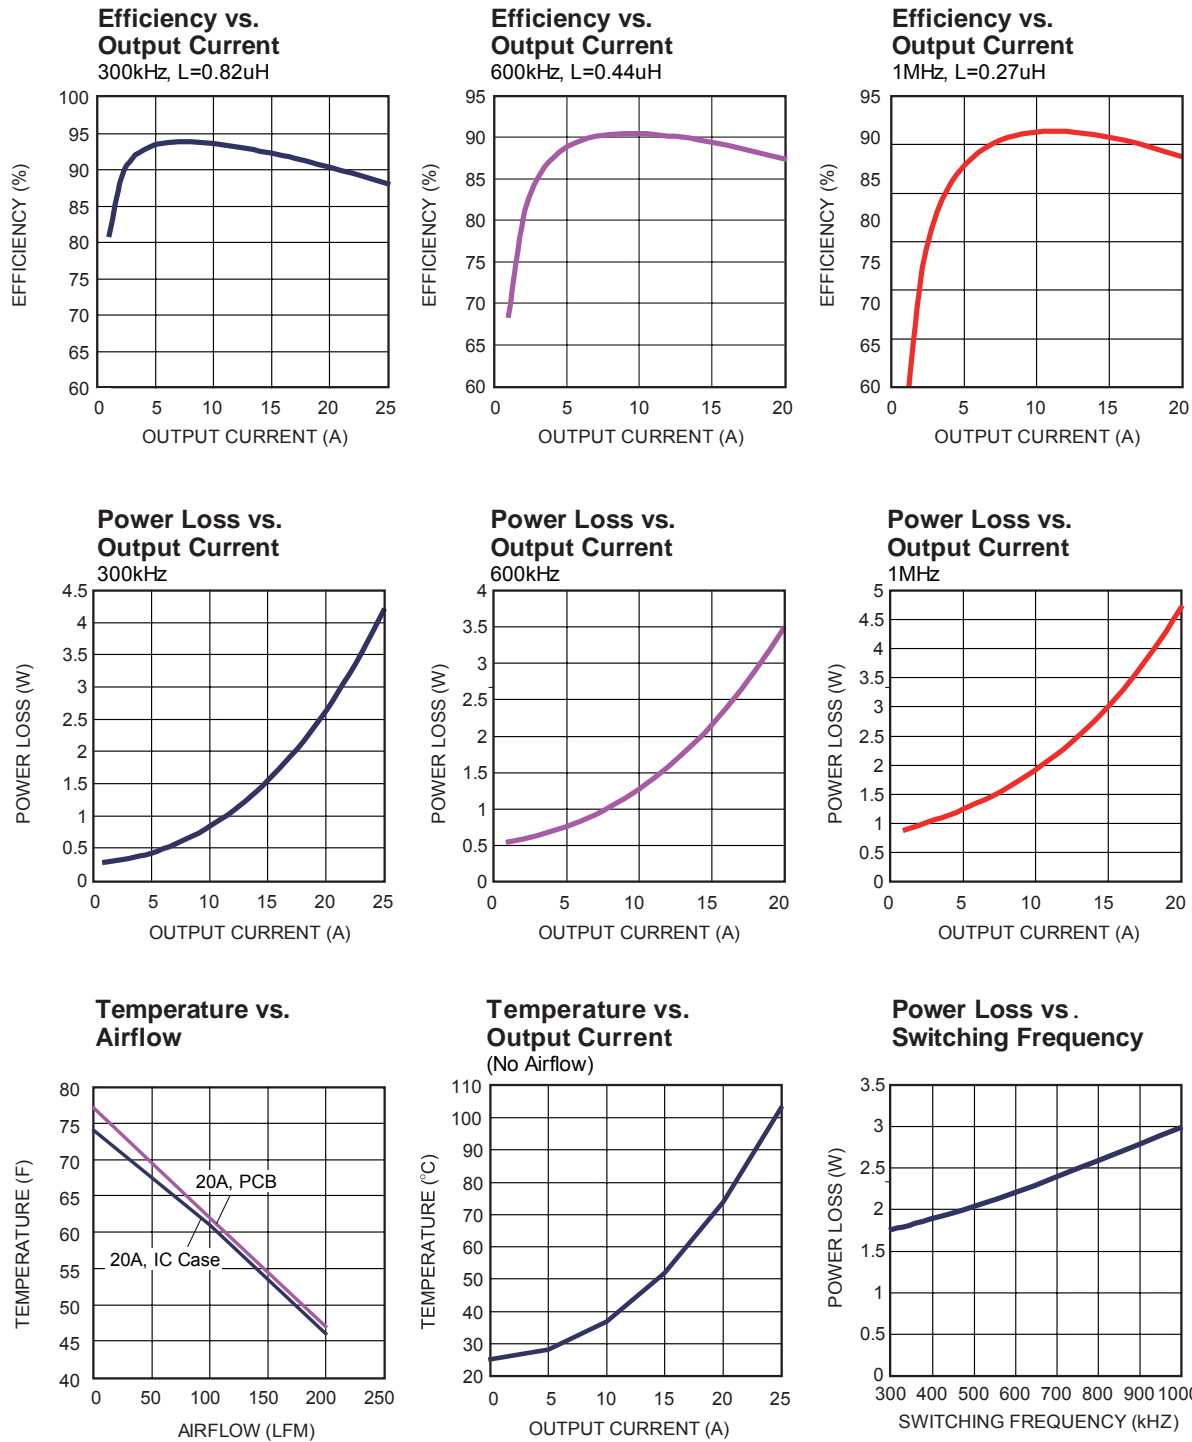 Efficiency vs.
Output Current
300kHz, L=0.82uH
100
95
90
85
80
75
70
65
60
EFFICIENCY (%)
0 5 10 15 20 25
OUTPUT CURRENT (A)
Efficiency vs.
Output Current
600kHz, L=0.44uH
95
90
85
80
75
70
65
60
EFFICIENCY (%)
0 5 10 15 20
OUTPUT CURRENT (A)
Efficiency vs.
Output Current
1MHz, L=0.27uH
95
90
85
80
75
70
65
60
EFFICIENCY (%)
0 5 10 15 20
OUTPUT CURRENT (A)
Power Loss vs.
Output Current
300kHz
4.5
4
3.5
3
2.5
2
1.5
1
0.5
0
POWER LOSS (W)
0 5 10 15 20 25
OUTPUT CURRENT (A)
Power Loss vs.
Output Current
600kHz
4
3.5
3
2.5
2
1.5
1
0.5
0
POWER LOSS (W)
0 5 10 15 20
OUTPUT CURRENT (A)
Power Loss vs.
Output Current
1MHz
5
4.5
4
3.5
3
2.5
2
1.5
1
0.5
0
POWER LOSS (W)
0 5 10 15 20
OUTPUT CURRENT (A)
Temperature vs.
Airflow
80
75
70
65
60
55
50
45
40
TEMPERATURE (F)
20A, PCB
20A, IC Case
0 50 100 150 200 250
AIRFLOW (LFM)
Temperature vs.
Output Current
(No Airflow)
110
100
90
80
70
60
50
40
30
20
TEMPERATURE (°C)
0 5 10 15 20 25
OUTPUT CURRENT (A)
Power Loss vs.
Switching Frequency
3.5
3
2.5
2
1.5
1
0.5
0
POWER LOSS (W)
300 400 500 600 700 800 900 1000
SWITCHING FREQUENCY (kHZ)